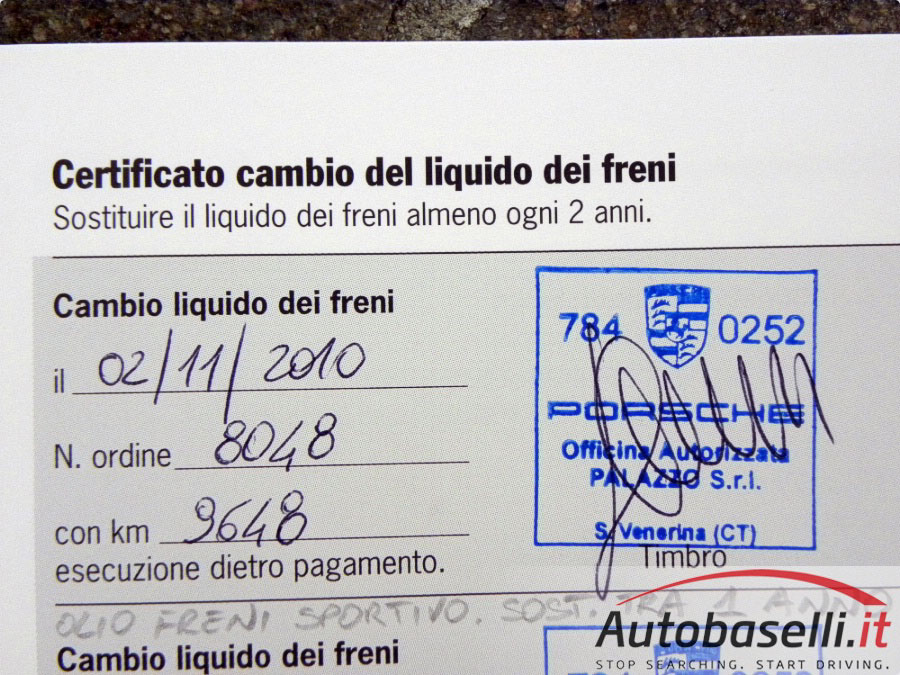 Certificato cambio del liquido dei freni
Sostituire il liquido dei freni almeno ogni 2 anni.
Cambio liquido dei freni
il 02/11/2010
N. ordine 8048
con km 9648
esecuzione dietro pagamento.
784 0252
PORSCHE
Officina Autorizzata
PALAZZO S.r.l.
S. Venerina (CT)
Timbro
OLIO FRENI SPORTIVO. SOST. TRA 1 ANNO
Cambio liquido dei freni
784 0252
Autobaselli.it
STOP SEARCHING. START DRIVING.